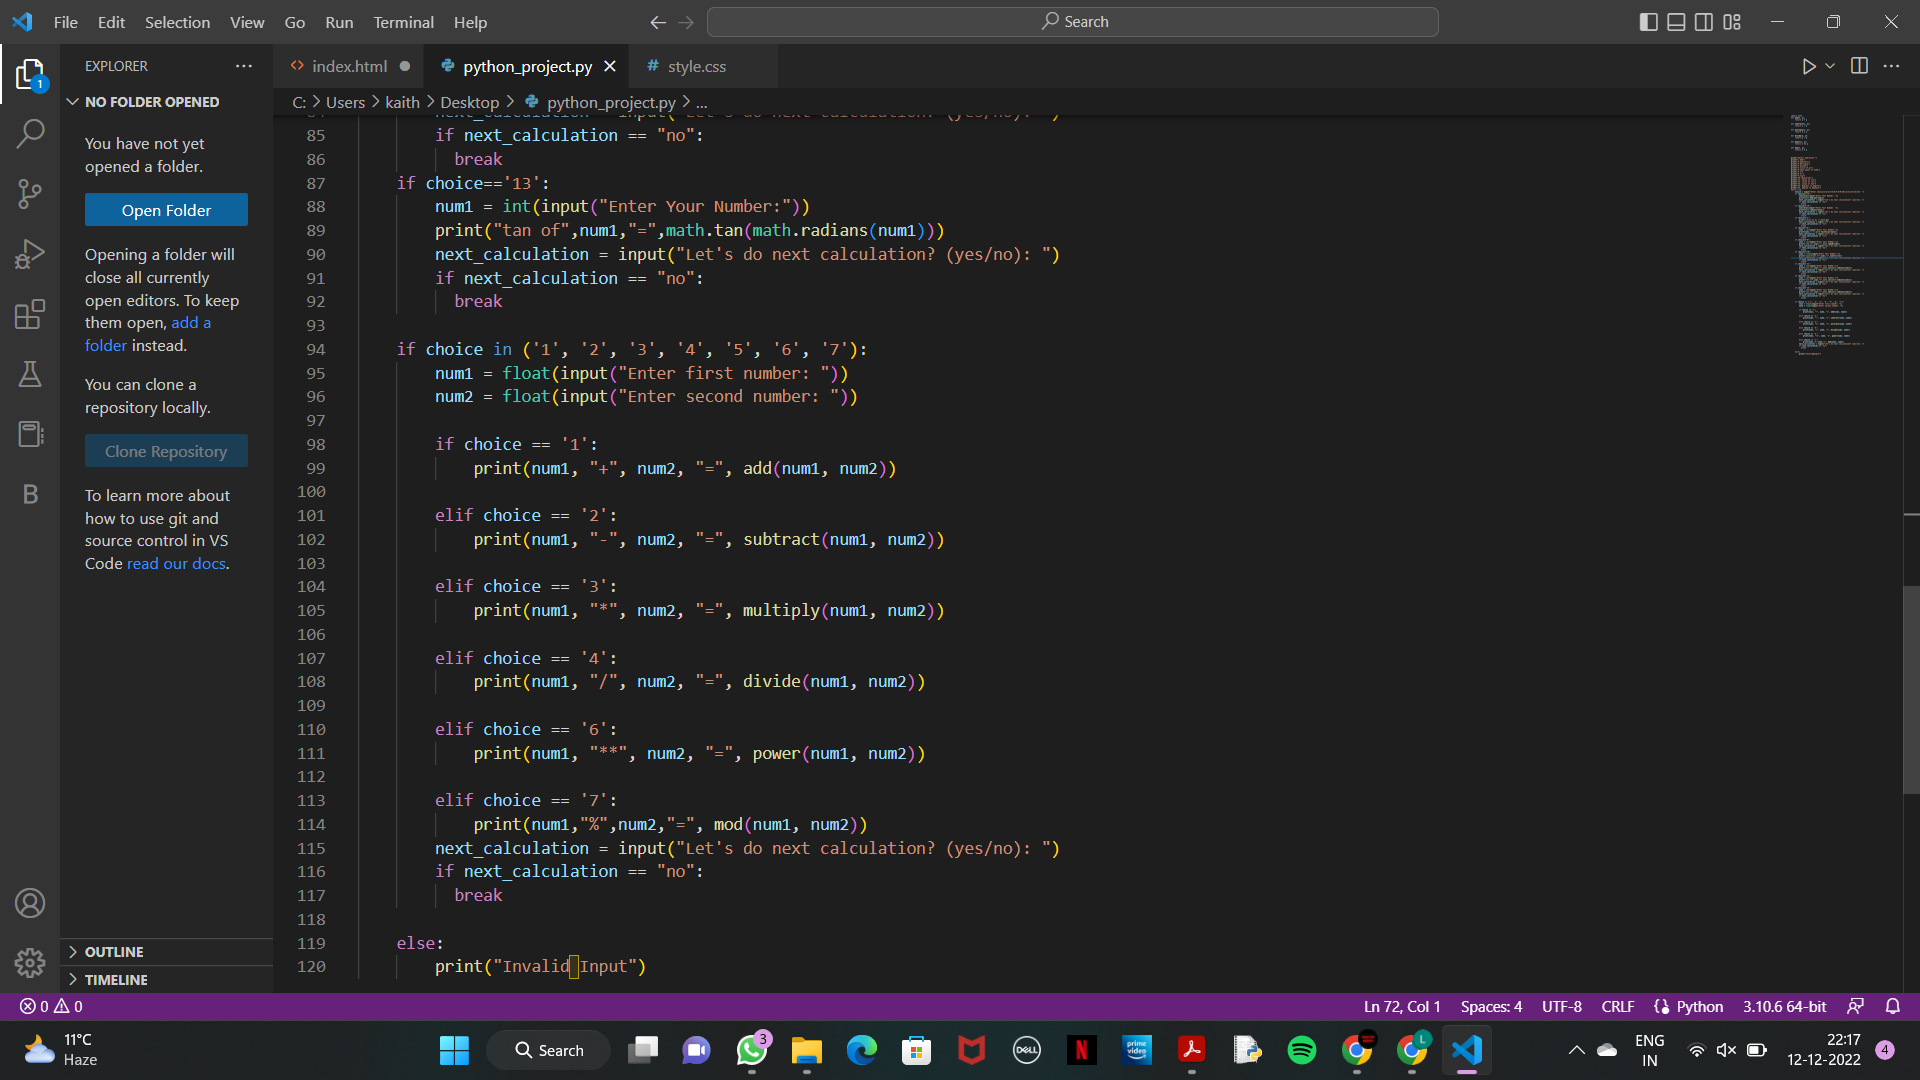 File Edit Selection View Go Run Terminal Help
Search
EXPLORER
index.html
python_project.py
# style.css
NO FOLDER OPENED
C: > Users > kaith > Desktop > python_project.py > ...
You have not yet
opened a folder.
Open Folder
Opening a folder will
close all currently
open editors. To keep
them open, add a
folder instead.
You can clone a
repository locally.
Clone Repository
To learn more about
how to use git and
source control in VS
Code read our docs.
OUTLINE
TIMELINE
1
B
next_calculation = input("Let's do next calculation? (yes/no): ")
85 if next_calculation == "no":
86 break
87 if choice=='13':
88 num1 = int(input("Enter Your Number:"))
89 print("tan of",num1,"=",math.tan(math.radians(num1)))
90 next_calculation = input("Let's do next calculation? (yes/no): ")
91 if next_calculation == "no":
92 break
93
94 if choice in ('1', '2', '3', '4', '5', '6', '7'):
95 num1 = float(input("Enter first number: "))
96 num2 = float(input("Enter second number: "))
97
98 if choice == '1':
99 print(num1, "+", num2, "=", add(num1, num2))
100
101 elif choice == '2':
102 print(num1, "-", num2, "=", subtract(num1, num2))
103
104 elif choice == '3':
105 print(num1, "*", num2, "=", multiply(num1, num2))
106
107 elif choice == '4':
108 print(num1, "/", num2, "=", divide(num1, num2))
109
110 elif choice == '6':
111 print(num1, "**", num2, "=", power(num1, num2))
112
113 elif choice == '7':
114 print(num1,"%",num2,"=", mod(num1, num2))
115 next_calculation = input("Let's do next calculation? (yes/no): ")
116 if next_calculation == "no":
117 break
118
119 else:
120 print("Invalid Input")
0 0
Ln 72, Col 1 Spaces: 4 UTF-8 CRLF Python 3.10.6 64-bit
11°C
Haze
Search
3
DELL
N
prime video
L
ENG
IN
22:17
12-12-2022
4